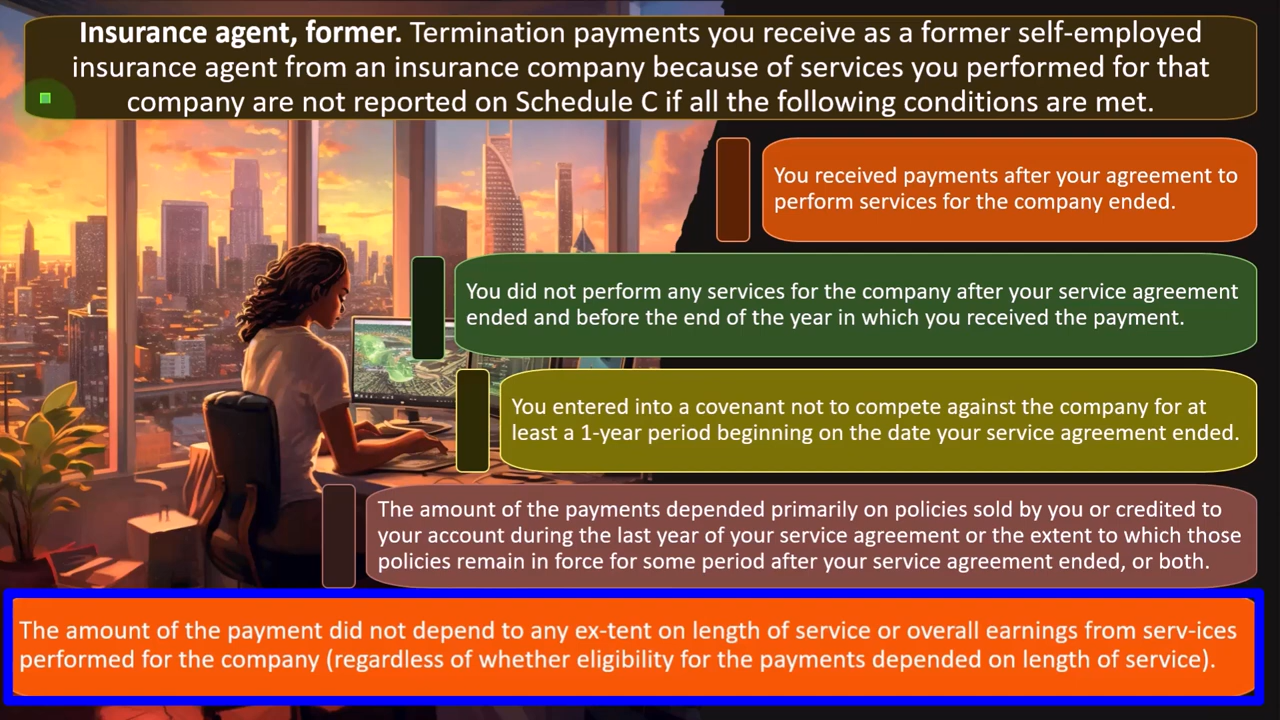 Insurance agent, former. Termination payments you receive as a former self-employed
insurance agent from an insurance company because of services you performed for that
company are not reported on Schedule C if all the following conditions are met.
You received payments after your agreement to
perform services for the company ended.
You did not perform any services for the company after your service agreement
ended and before the end of the year in which you received the payment.
You entered into a covenant not to compete against the company for at
least a 1-year period beginning on the date your service agreement ended.
The amount of the payments depended primarily on policies sold by you or credited to
your account during the last year of your service agreement or the extent to which those
policies remain in force for some period after your service agreement ended, or both.
The amount of the payment did not depend to any ex-tent on length of service or overall earnings from serv-ices
performed for the company (regardless of whether eligibility for the payments depended on length of service).